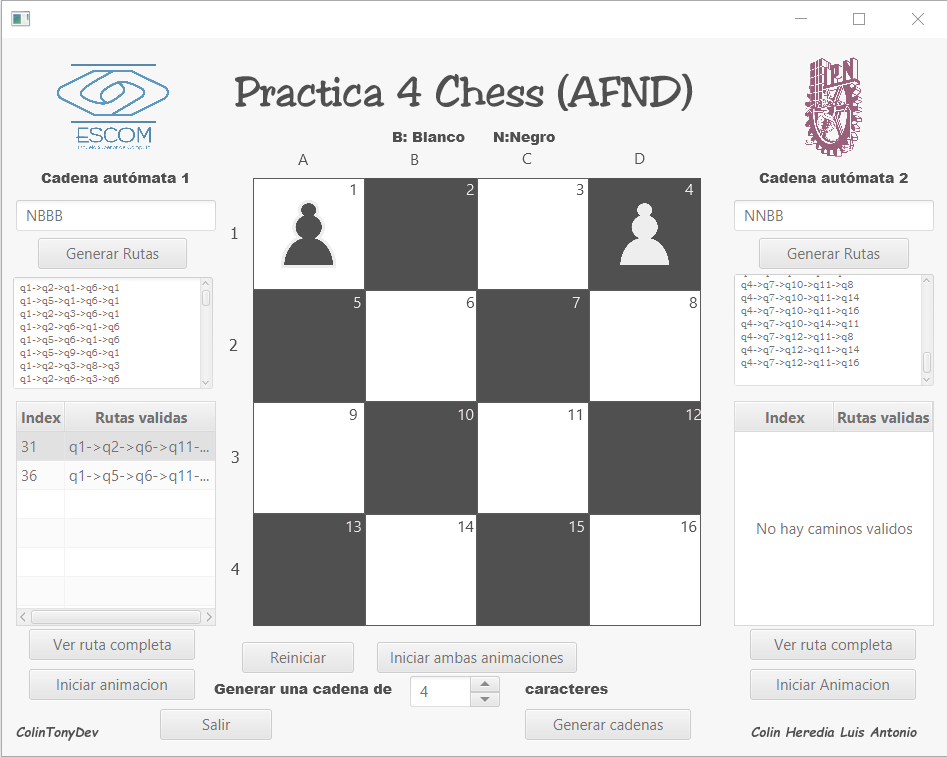 Practica 4 Chess (AFND)
ESCOM
IPN
B: Blanco N:Negro
A B C D
Cadena autómata 1
NBBB
Generar Rutas
q1->q2->q1->q6->q1
q1->q5->q1->q6->q1
q1->q2->q3->q6->q1
q1->q2->q6->q1->q6
q1->q5->q6->q1->q6
q1->q5->q9->q6->q1
q1->q2->q3->q8->q3
q1->q2->q6->q3->q6
Index Rutas validas
31 q1->q2->q6->q11-...
36 q1->q5->q6->q11-...
Ver ruta completa
Iniciar animacion
1 1 2 3 4
2 5 6 7 8
3 9 10 11 12
4 13 14 15 16
Cadena autómata 2
NNBB
Generar Rutas
q4->q7->q10->q11->q8
q4->q7->q10->q11->q14
q4->q7->q10->q11->q16
q4->q7->q10->q14->q11
q4->q7->q12->q11->q8
q4->q7->q12->q11->q14
q4->q7->q12->q11->q16
Index Rutas validas
No hay caminos validos
Ver ruta completa
Iniciar Animacion
Reiniciar Iniciar ambas animaciones
Generar una cadena de 4 caracteres
Salir Generar cadenas
ColinTonyDev
Colin Heredia Luis Antonio